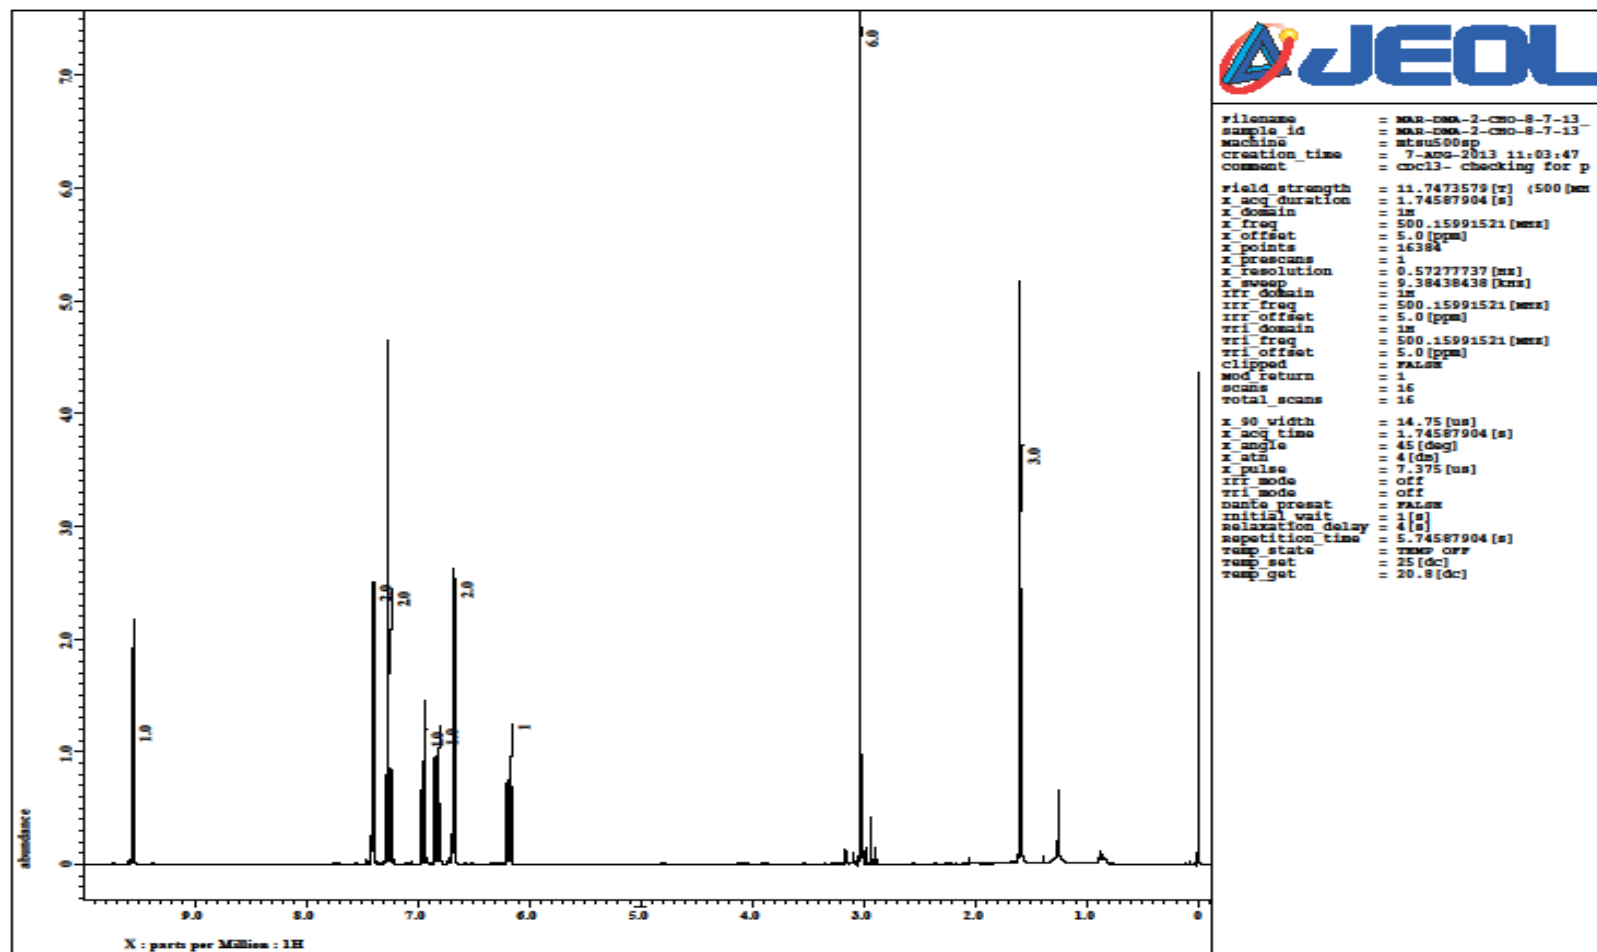 JEOL
Filename = MAR-DMA-2-CHO-8-7-13_
Sample_id = MAR-DMA-2-CHO-8-7-13
Machine = mtsu500sp
Creation_time = 7-AUG-2013 11:03:47
Comment = CDCl3- checking for p
Field_strength = 11.7473579[T] (500[MH
X_acq_duration = 1.74587904[s]
X_domain = 1H
X_freq = 500.15991521[MHz]
X_offset = 5.0[ppm]
X_points = 16384
X_prescans = 1
X_resolution = 0.57277737[Hz]
X_sweep = 9.38438438[kHz]
Irr_domain = 1H
Irr_freq = 500.15991521[MHz]
Irr_offset = 5.0[ppm]
Tri_domain = 1H
Tri_freq = 500.15991521[MHz]
Tri_offset = 5.0[ppm]
Clipped = FALSE
Mod_return = 1
Scans = 16
Total_scans = 16
X_90_width = 14.75[us]
X_acq_time = 1.74587904[s]
X_angle = 45[deg]
X_atn = 4[dB]
X_pulse = 7.375[us]
Irr_mode = Off
Tri_mode = Off
Dante_presat = FALSE
Initial_wait = 1[s]
Relaxation_delay = 4[s]
Repetition_time = 5.74587904[s]
Temp_state = TEMP OFF
Temp_set = 25[dC]
Temp_get = 20.8[dC]
7.0
6.0
5.0
4.0
3.0
2.0
1.0
0
abundance
1.0
2.0
2.0
1.0
1.0
2.0
1
6.0
3.0
9.0 8.0 7.0 6.0 5.0 4.0 3.0 2.0 1.0 0
X : parts per Million : 1H